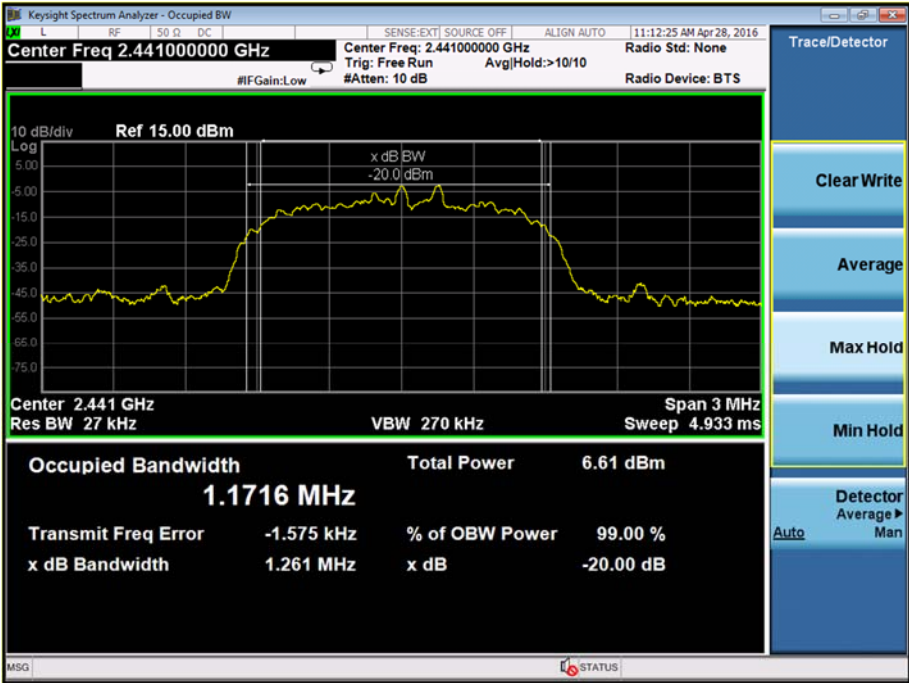 Keysight Spectrum Analyzer - Occupied BW
LXI L RF 50 Ω DC SENSE:EXT SOURCE OFF ALIGN AUTO 11:12:25 AM Apr 28, 2016
Center Freq 2.441000000 GHz
Center Freq: 2.441000000 GHz
Radio Std: None
Trig: Free Run Avg|Hold:>10/10
#IFGain:Low #Atten: 10 dB
Radio Device: BTS
Trace/Detector
10 dB/div Ref 15.00 dBm
Log
5.00
-5.00
-15.0
-25.0
-35.0
-45.0
-55.0
-65.0
-75.0
x dB BW
-20.0 dBm
Center 2.441 GHz Span 3 MHz
Res BW 27 kHz VBW 270 kHz Sweep 4.933 ms
Occupied Bandwidth Total Power 6.61 dBm
1.1716 MHz
Transmit Freq Error -1.575 kHz % of OBW Power 99.00 %
x dB Bandwidth 1.261 MHz x dB -20.00 dB
Clear Write
Average
Max Hold
Min Hold
Detector
Average
Auto Man
MSG STATUS